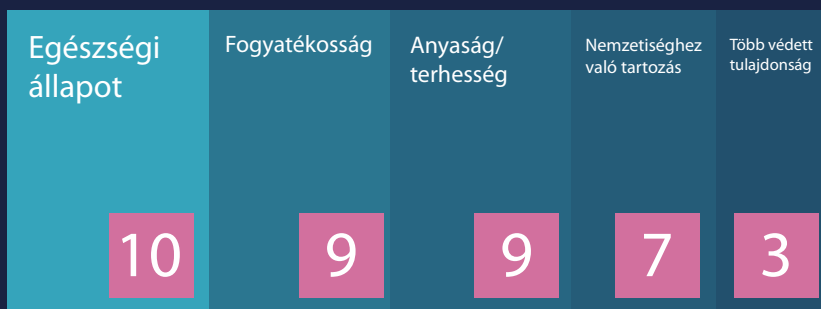 Egészségi
állapot
10
Fogyatékosság
9
Anyaság/
terhesség
9
Nemzetiséghez
való tartozás
7
Több védett
tulajdonság
3